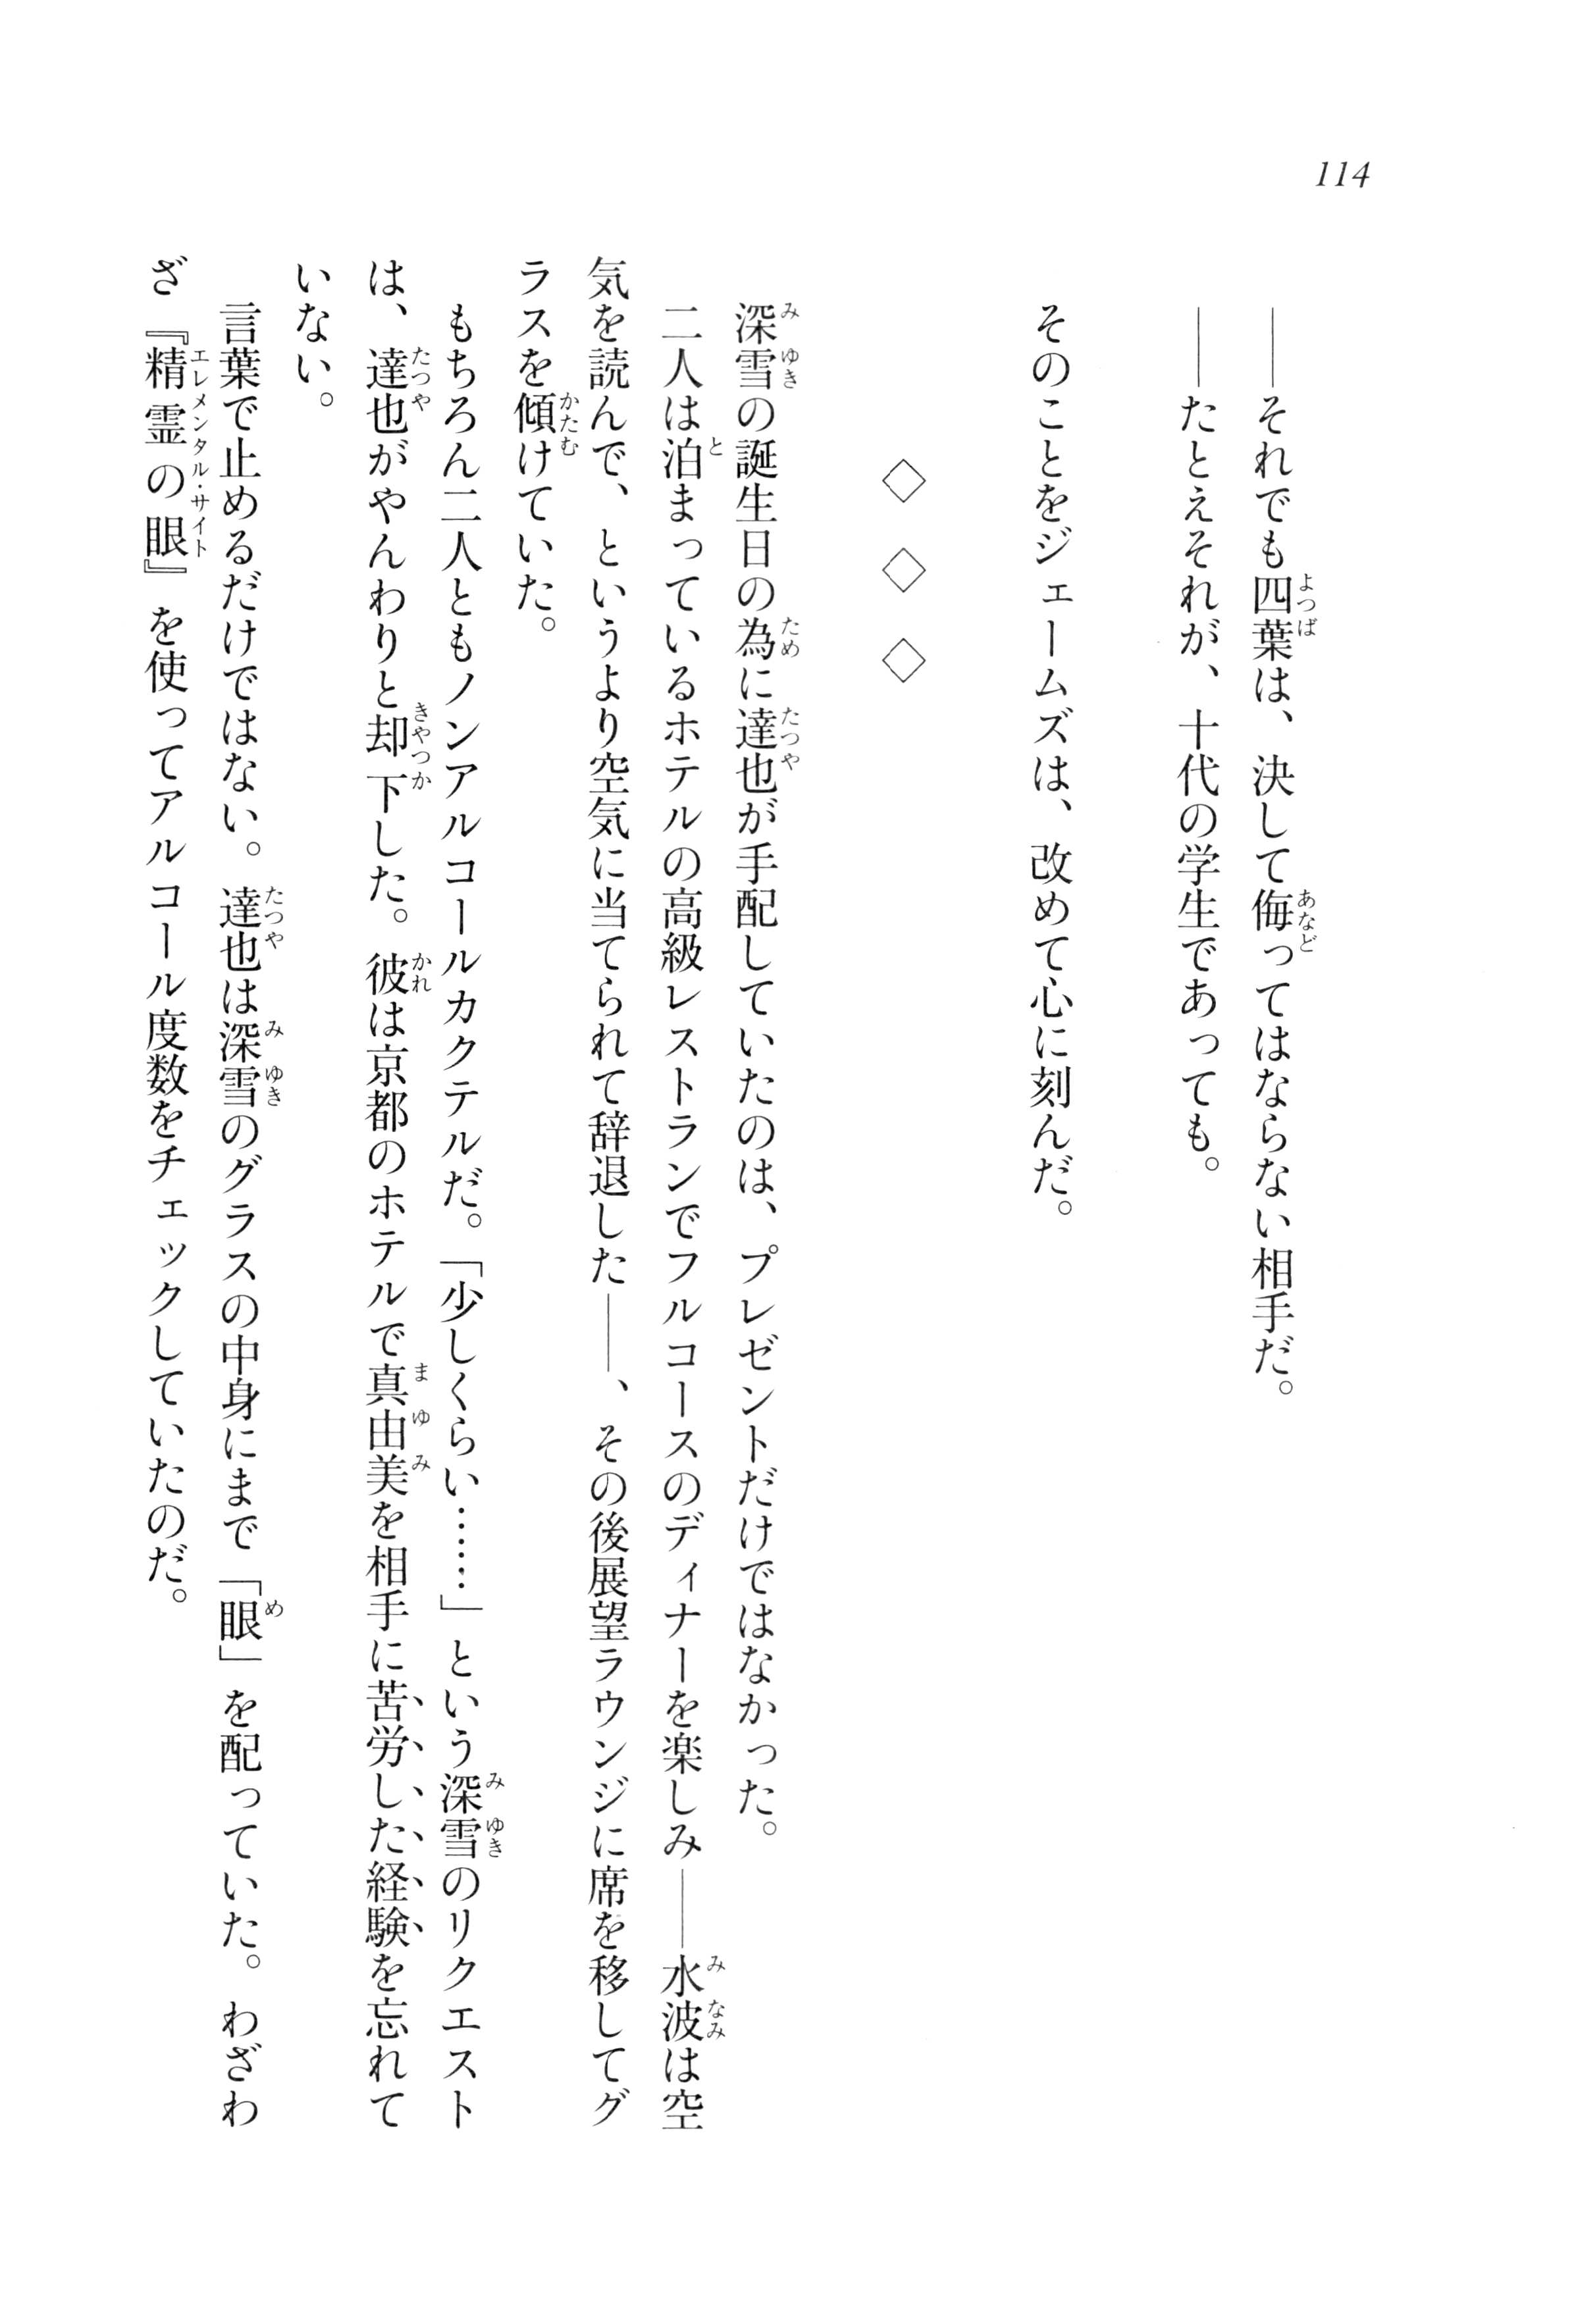 114
――それでも四葉は、決して侮ってはならない相手だ。
――たとえそれが、十代の学生であっても。
そのことをジェームズは、改めて心に刻んだ。
◇ ◇ ◇
深雪の誕生日の為に達也が手配していたのは、プレゼントだけではなかった。
二人は泊まっているホテルの高級レストランでフルコースのディナーを楽しみ――水波は空
気を読んで、というより空気に当てられて辞退した――、その後展望ラウンジに席を移してグ
ラスを傾けていた。
もちろん二人ともノンアルコールカクテルだ。「少しくらい……」という深雪のリクエスト
は、達也がやんわりと却下した。彼は京都のホテルで真由美を相手に苦労した経験を忘れて
いない。
言葉で止めるだけではない。達也は深雪のグラスの中身にまで「眼」を配っていた。わざわ
ざ『精霊の眼』を使ってアルコール度数をチェックしていたのだ。